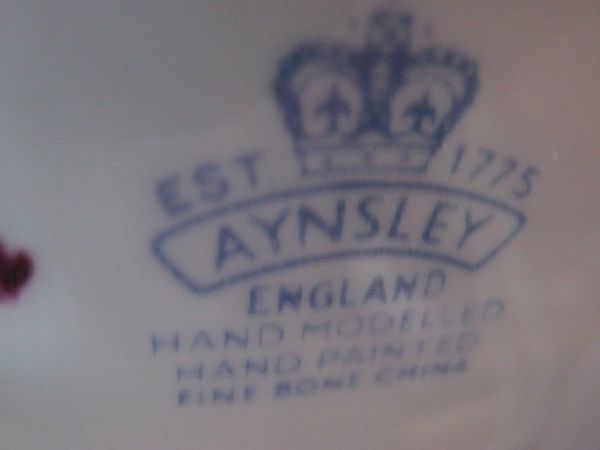 EST 1775
AYNSLEY
ENGLAND
HAND MODELLED
HAND PAINTED
FINE BONE CHINA